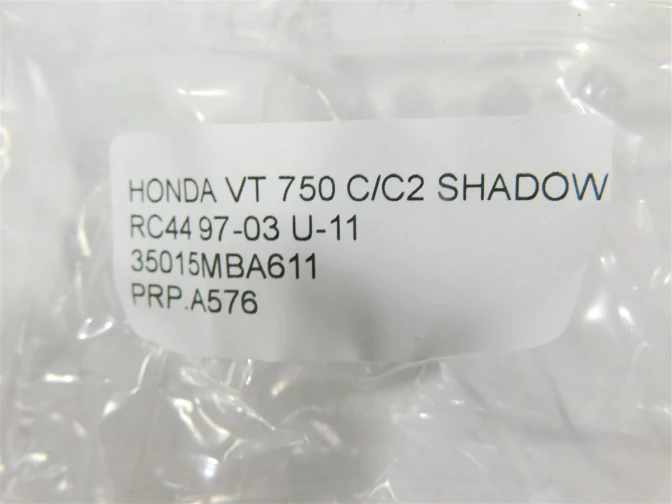 HONDA VT 750 C/C2 SHADOW
RC44 97-03 U-11
35015MBA611
PRP.A576